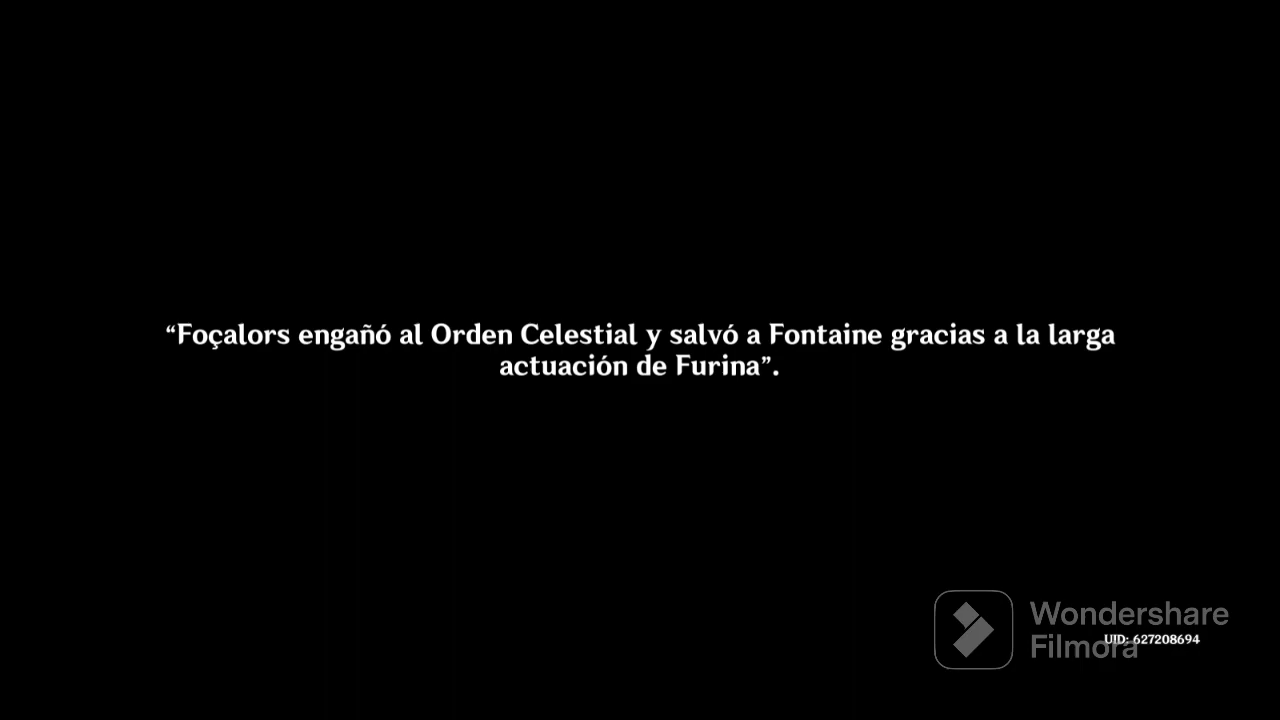 “Foçalors engañó al Orden Celestial y salvó a Fontaine gracias a la larga
actuación de Furina”.
Wondershare
Filmora
UID: 627208694